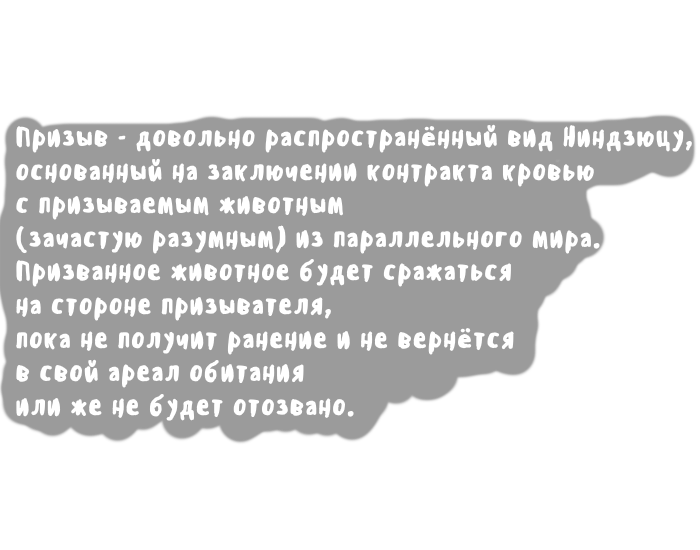 Призыв - довольно распространённый вид Ниндзюцу,
основанный на заключении контракта кровью
с призываемым животным
(зачастую разумным) из параллельного мира.
Призванное животное будет сражаться
на стороне призывателя,
пока не получит ранение и не вернётся
в свой ареал обитания
или же не будет отозвано.